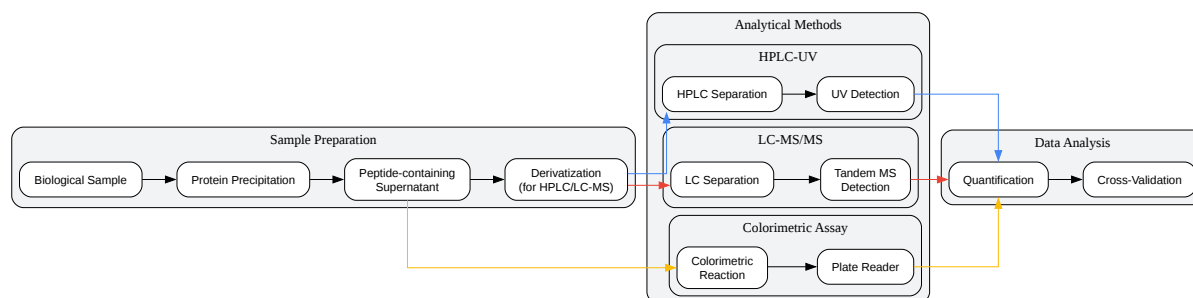 Analytical Methods
HPLC-UV
HPLC Separation
UV Detection
Sample Preparation
Biological Sample
Protein Precipitation
Peptide-containing
Supernatant
Derivatization
(for HPLC/LC-MS)
LC-MS/MS
LC Separation
Tandem MS
Detection
Data Analysis
Quantification
Cross-Validation
Colorimetric Assay
Colorimetric
Reaction
Plate Reader